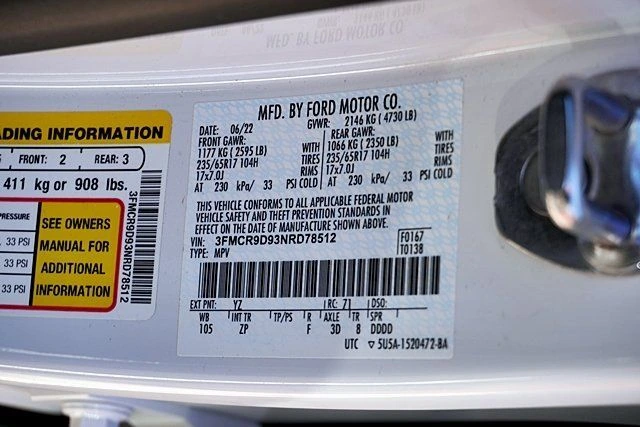 MFD. BY FORD MOTOR CO.
DATE: 06/22 GVWR: 2146 KG ( 4730 LB)
FRONT GAWR: REAR GAWR:
1177 KG ( 2595 LB) WITH 1066 KG ( 2350 LB) WITH
235/65R17 104H TIRES 235/65R17 104H TIRES
17x7.0J RIMS 17x7.0J RIMS
AT 230 kPa/ 33 PSI COLD AT 230 kPa/ 33 PSI COLD
THIS VEHICLE CONFORMS TO ALL APPLICABLE FEDERAL MOTOR
VEHICLE SAFETY AND THEFT PREVENTION STANDARDS IN
EFFECT ON THE DATE OF MANUFACTURE SHOWN ABOVE.
VIN: 3FMCR9D93NRD78512 F0167
TYPE: MPV T0138
EXT PNT: YZ RC: 71 DSO:
WB INT TR TP/PS R AXLE TR SPR
105 ZP F 3D 8 DDDD
UTC ▽ 5U5A-1520472-BA
ADING INFORMATION
FRONT: 2 REAR: 3
411 kg or 908 lbs.
PRESSURE
33 PSI
33 PSI
33 PSI
SEE OWNERS
MANUAL FOR
ADDITIONAL
INFORMATION
3FMCR9D93NRD78512
MFD. BY FORD MOTOR CO.